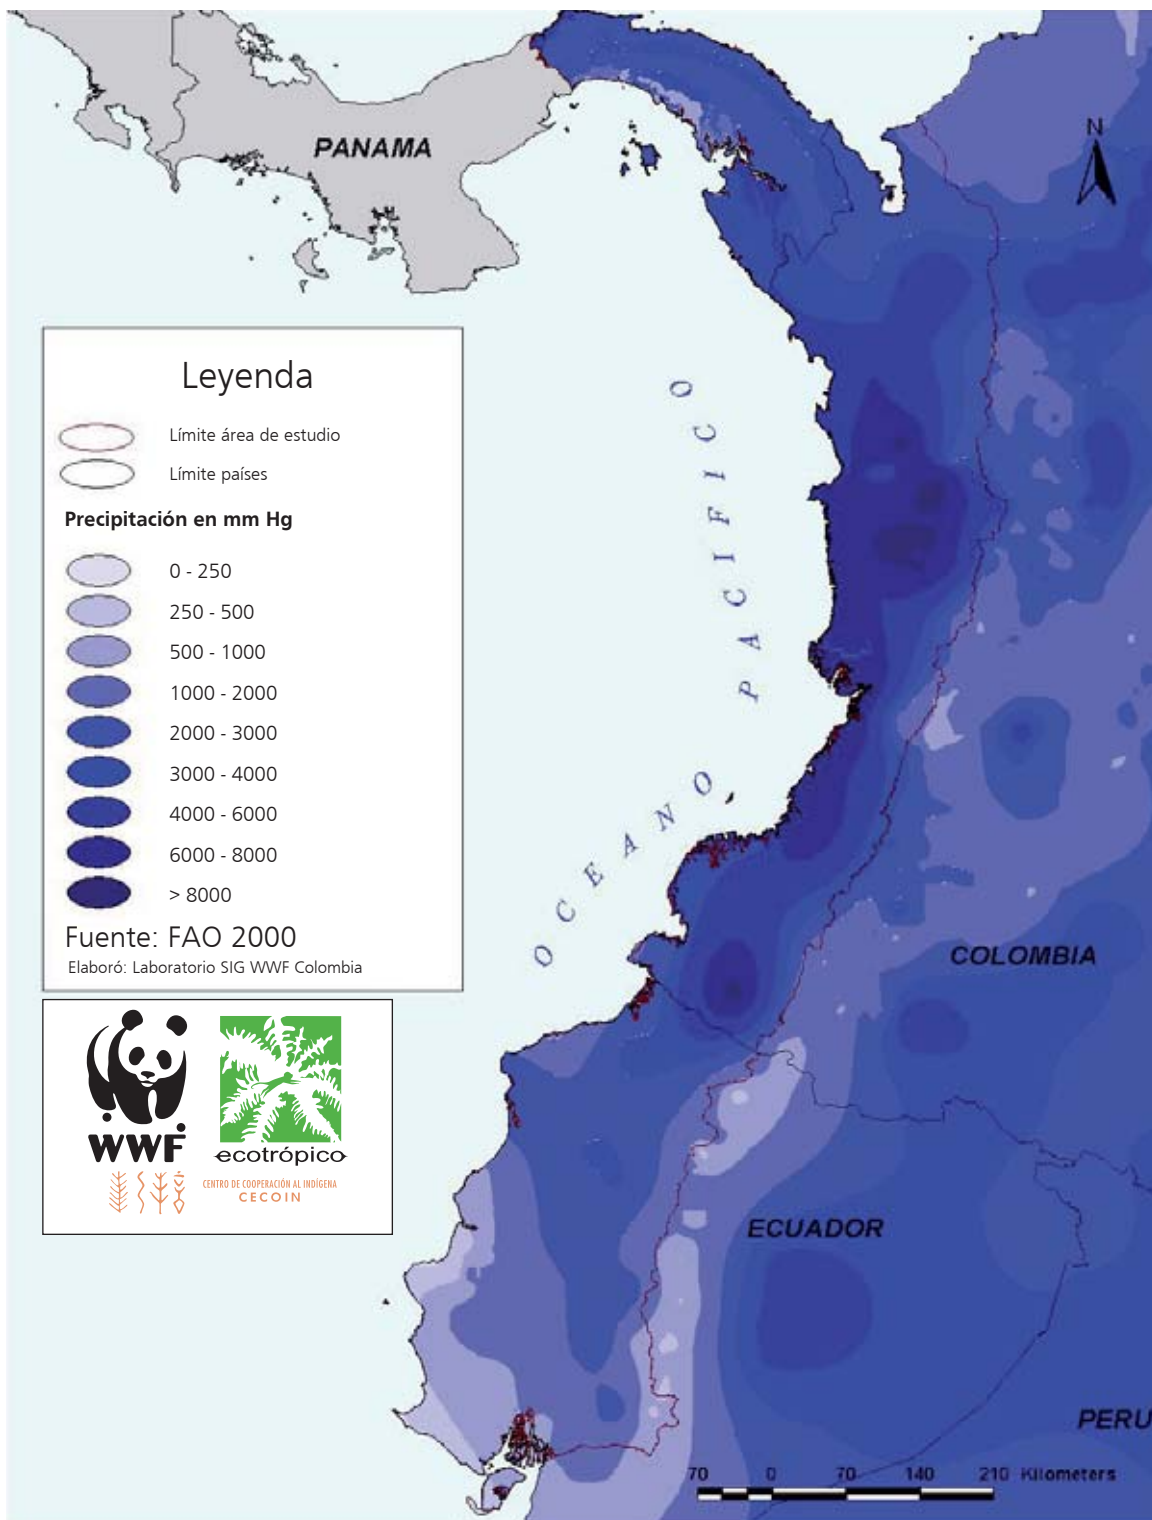 PANAMA
N
Leyenda
Límite área de estudio
Límite países
Precipitación en mm Hg
0 - 250
250 - 500
500 - 1000
1000 - 2000
2000 - 3000
3000 - 4000
4000 - 6000
6000 - 8000
> 8000
Fuente: FAO 2000
Elaboró: Laboratorio SIG WWF Colombia
OCEANO PACIFICO
COLOMBIA
WWF
ecotrópico
CENTRO DE COOPERACIÓN AL INDÍGENA
CECOIN
ECUADOR
PERU
70 0 70 140 210 Kilometers